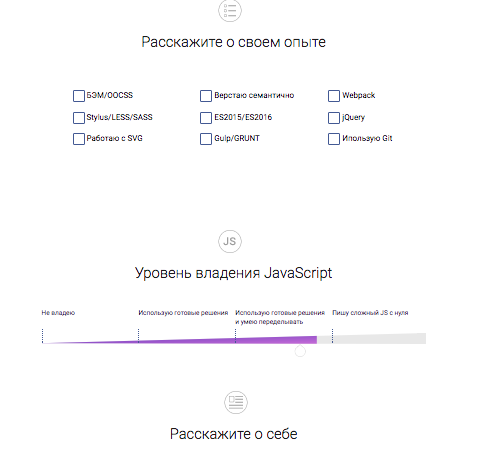 Расскажите о своем опыте
БЭМ/OOCSS
Верстаю семантично
Webpack
Stylus/LESS/SASS
ES2015/ES2016
jQuery
Работаю с SVG
Gulp/GRUNT
Ипользую Git
JS
Уровень владения JavaScript
Не владею
Использую готовые решения
Использую готовые решения
и умею переделывать
Пишу сложный JS с нуля
Расскажите о себе